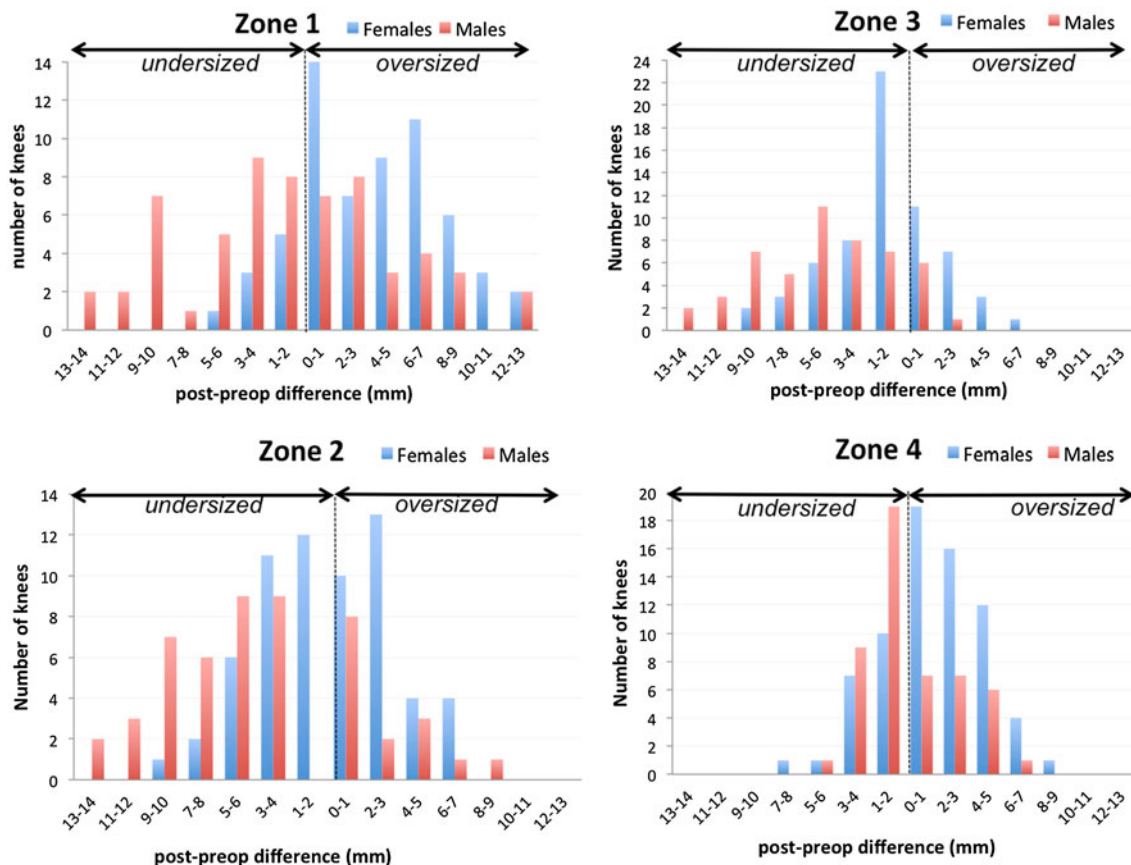 Zone 1
Females Males
undersized oversized
number of knees
14
12
10
8
6
4
2
0
13-14 11-12 9-10 7-8 5-6 3-4 1-2 0-1 2-3 4-5 6-7 8-9 10-11 12-13
post-preop difference (mm)
Zone 3
Females Males
undersized oversized
Number of knees
24
22
20
18
16
14
12
10
8
6
4
2
0
13-14 11-12 9-10 7-8 5-6 3-4 1-2 0-1 2-3 4-5 6-7 8-9 10-11 12-13
post-preop difference (mm)
Zone 2
Females Males
undersized oversized
Number of knees
14
12
10
8
6
4
2
0
13-14 11-12 9-10 7-8 5-6 3-4 1-2 0-1 2-3 4-5 6-7 8-9 10-11 12-13
post-preop difference (mm)
Zone 4
Females Males
undersized oversized
Number of knees
20
18
16
14
12
10
8
6
4
2
0
13-14 11-12 9-10 7-8 5-6 3-4 1-2 0-1 2-3 4-5 6-7 8-9 10-11 12-13
post-preop difference (mm)